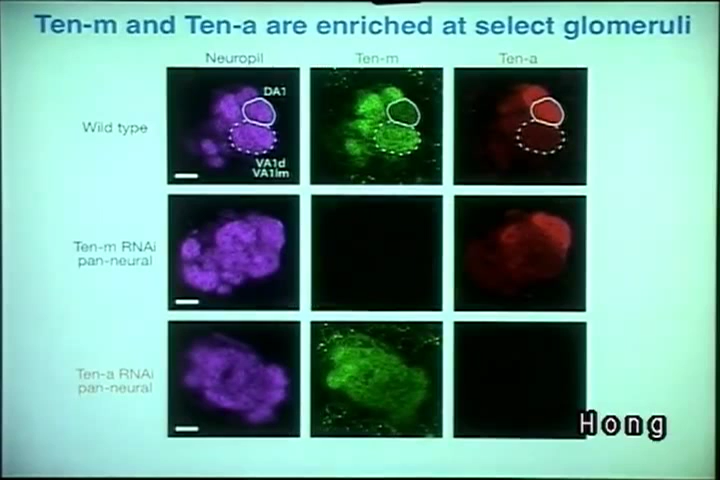 Ten-m and Ten-a are enriched at select glomeruli
Neuropil Ten-m Ten-a
DA1
Wild type
VA1d
VA1lm
Ten-m RNAi
pan-neural
Ten-a RNAi
pan-neural
Hong